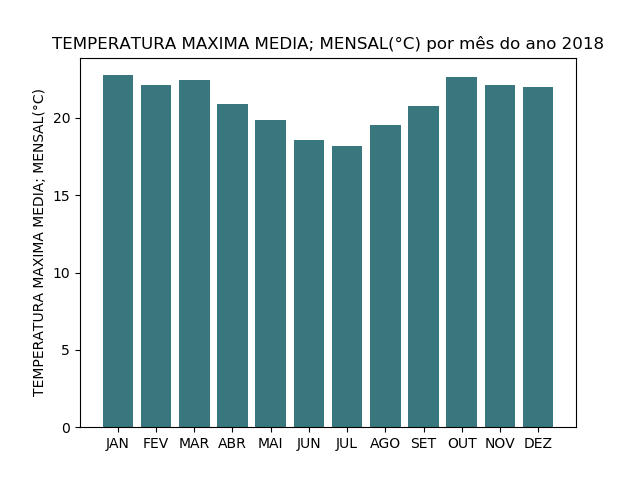 TEMPERATURA MAXIMA MEDIA; MENSAL(°C) por mês do ano 2018
TEMPERATURA MAXIMA MEDIA; MENSAL(°C)
20
15
10
5
0
JAN FEV MAR ABR MAI JUN JUL AGO SET OUT NOV DEZ